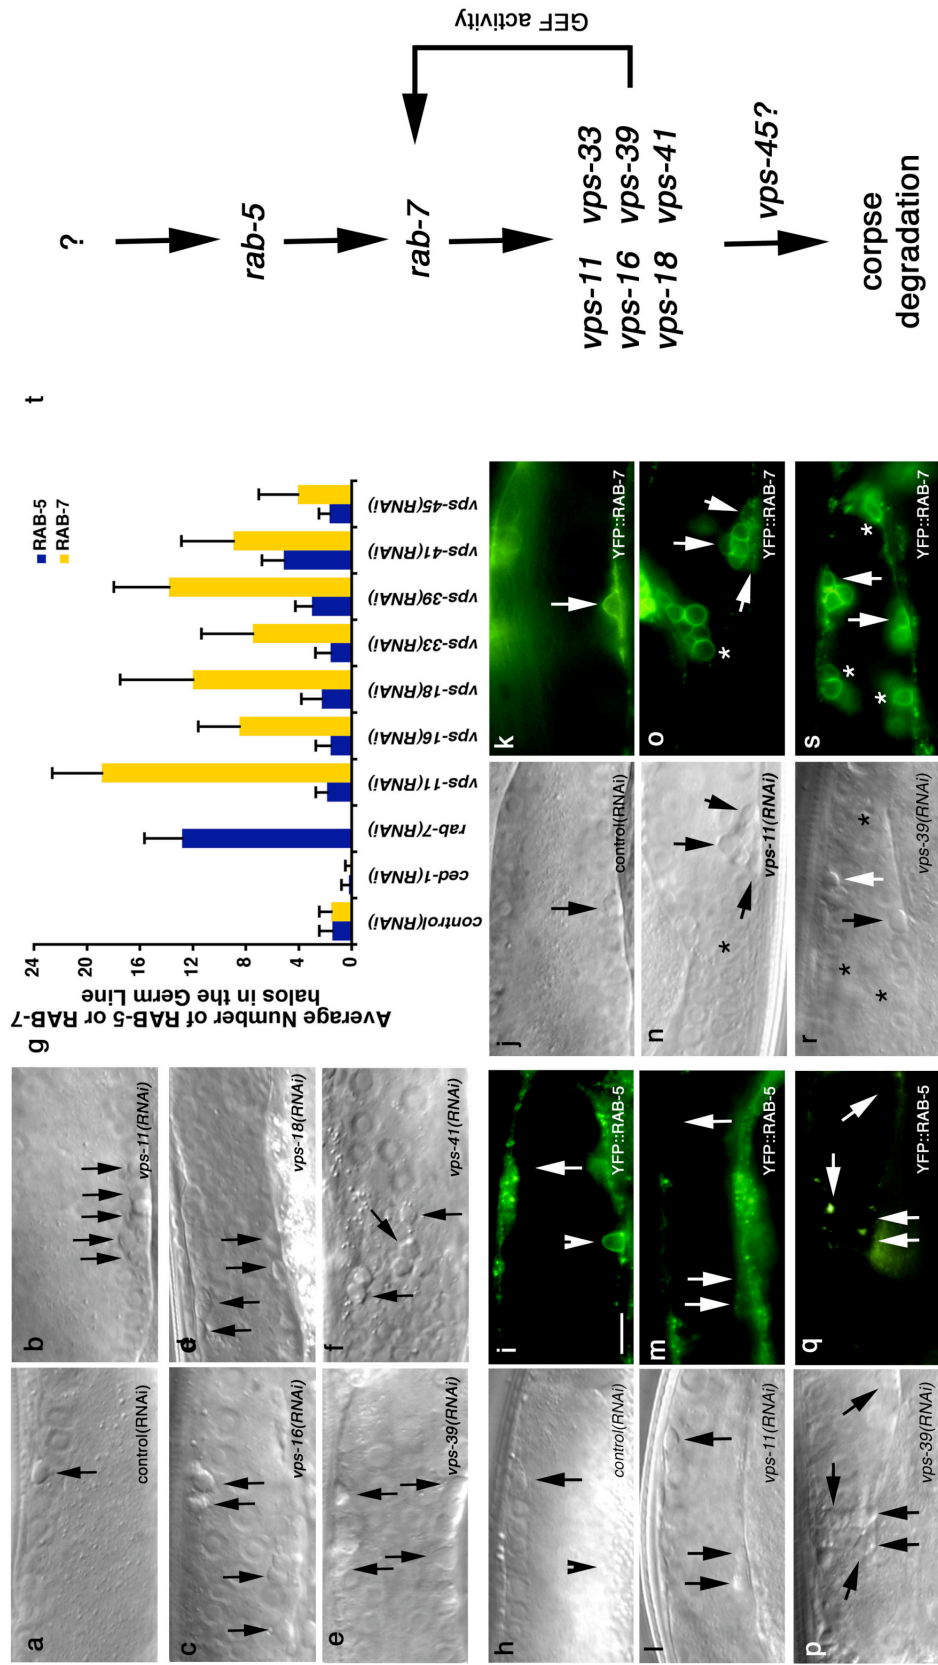 a
control(RNAi)
b
vps-11(RNAi)
c
vps-16(RNAi)
d
vps-18(RNAi)
e
vps-39(RNAi)
f
vps-41(RNAi)
g
Average Number of RAB-5 or RAB-7
halos in the Germ Line
24
20
16
12
8
4
0
RAB-5
RAB-7
control(RNAi)
ced-1(RNAi)
rab-7(RNAi)
vps-11(RNAi)
vps-16(RNAi)
vps-18(RNAi)
vps-33(RNAi)
vps-39(RNAi)
vps-41(RNAi)
vps-45(RNAi)
h
control(RNAi)
i
YFP::RAB-5
j
control(RNAi)
k
YFP::RAB-7
l
vps-11(RNAi)
m
YFP::RAB-5
n
vps-11(RNAi)
*
o
YFP::RAB-7
*
p
vps-39(RNAi)
q
YFP::RAB-5
r
vps-39(RNAi)
* * *
s
YFP::RAB-7
* * *
t
?
rab-5
rab-7
GEF activity
vps-11 vps-33
vps-16 vps-39
vps-18 vps-41
vps-45?
corpse
degradation